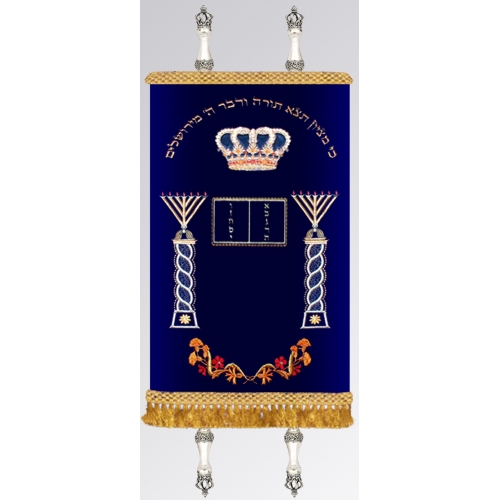 כי מציון תצא תורה ודבר ה' מירושלים
א ו
ב ז
ג ח
ד ט
ה י